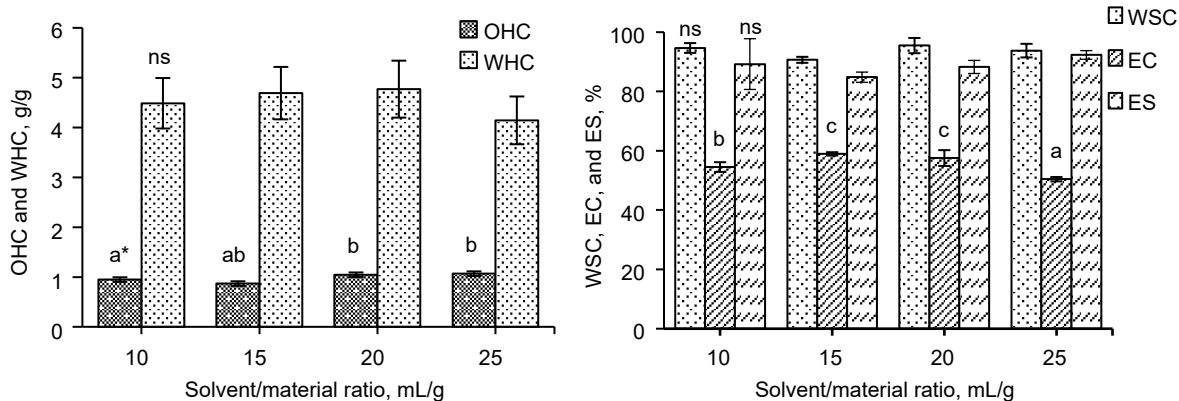 OHC and WHC, g/g
6
5
4
3
2
1
0
OHC
WHC
ns
a*
ab
b
b
10 15 20 25
Solvent/material ratio, mL/g
WSC, EC, and ES, %
100
80
60
40
20
0
WSC
EC
ES
ns ns
b
c
c
a
10 15 20 25
Solvent/material ratio, mL/g